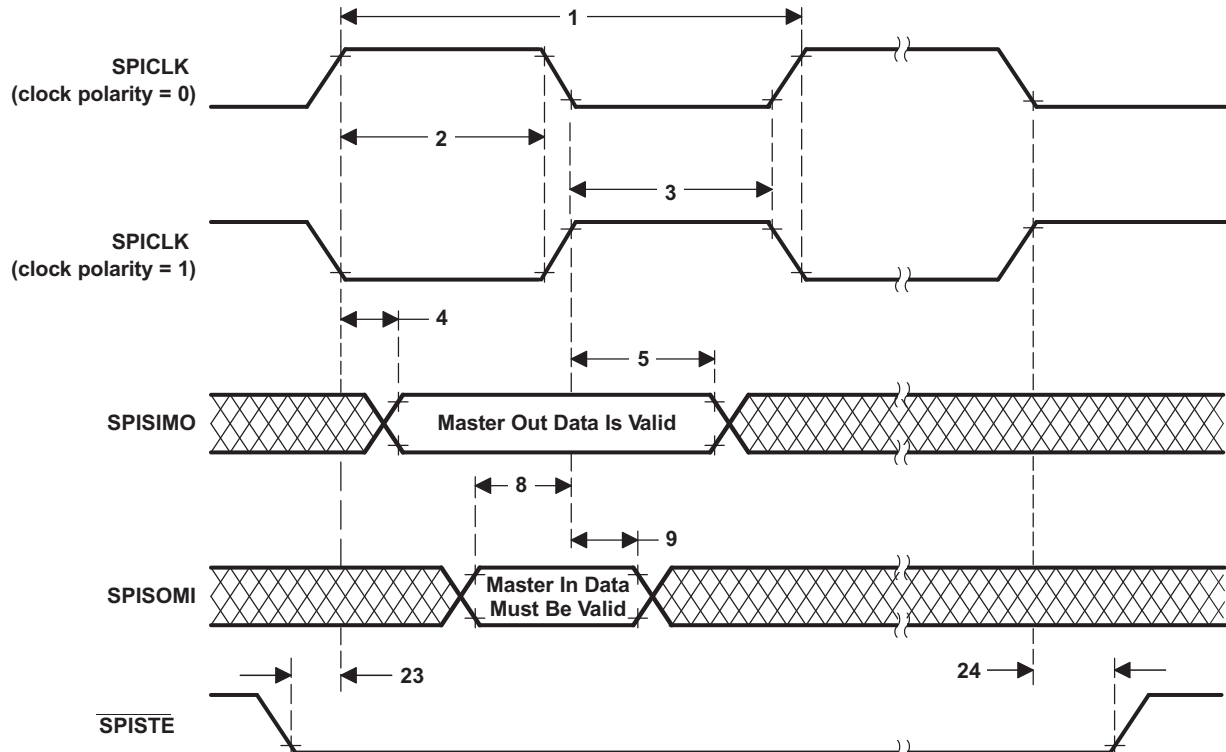 1
SPICLK
(clock polarity = 0)
2
3
SPICLK
(clock polarity = 1)
4
5
SPISIMO
Master Out Data Is Valid
8
9
SPISOMI
Master In Data
Must Be Valid
23
24
SPISTE